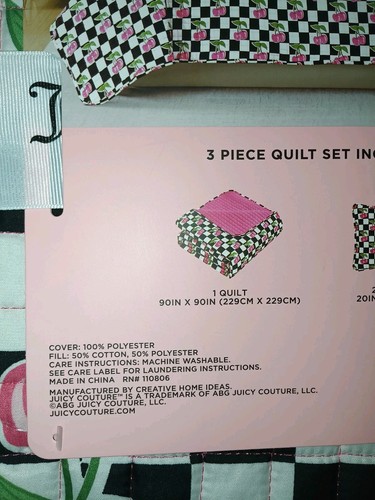 J
3 PIECE QUILT SET IN
1 QUILT
90IN X 90IN (229CM X 229CM)
2
20IN
COVER: 100% POLYESTER
FILL: 50% COTTON, 50% POLYESTER
CARE INSTRUCTIONS: MACHINE WASHABLE.
SEE CARE LABEL FOR LAUNDERING INSTRUCTIONS.
MADE IN CHINA RN# 110806
MANUFACTURED BY CREATIVE HOME IDEAS.
JUICY COUTURE™ IS A TRADEMARK OF ABG JUICY COUTURE, LLC.
©ABG JUICY COUTURE, LLC.
JUICYCOUTURE.COM